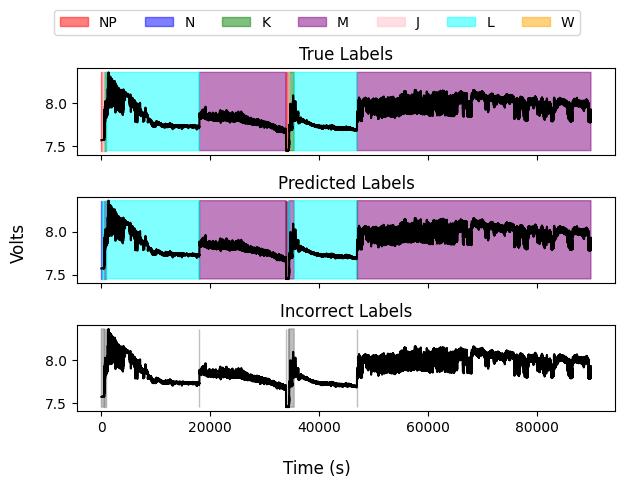 NP N K M J L W
True Labels
8.0
7.5
Predicted Labels
8.0
7.5
Volts
Incorrect Labels
8.0
7.5
0 20000 40000 60000 80000
Time (s)